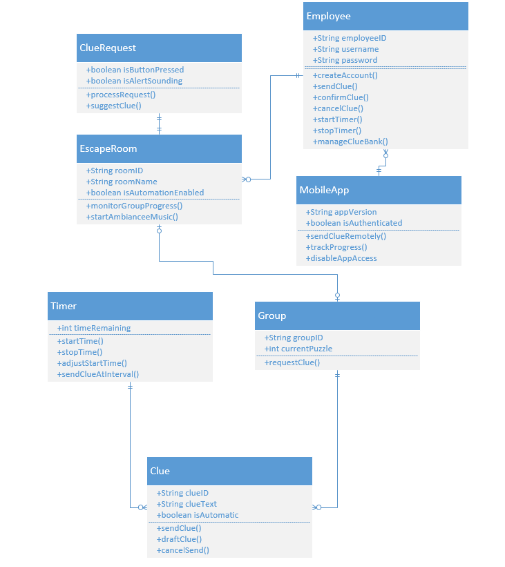 Employee
+String employeeID
+String username
+String password
+createAccount()
+sendClue()
+confirmClue()
+cancelClue()
+startTimer()
+stopTimer()
+manageClueBank()
ClueRequest
+boolean isButtonPressed
+boolean isAlertSounding
+processRequest()
+suggestClue()
EscapeRoom
+String roomID
+String roomName
+boolean isAutomationEnabled
+monitorGroupProgress()
+startAmbianceeMusic()
MobileApp
+String appVersion
+boolean isAuthenticated
+sendClueRemotely()
+trackProgress()
+disableAppAccess
Timer
+int timeRemaining
+startTime()
+stopTime()
+adjustStartTime()
+sendClueAtInterval()
Group
+String groupID
+int currentPuzzle
+requestClue()
Clue
+String clueID
+String clueText
+boolean isAutomatic
+sendClue()
+draftClue()
+cancelSend()